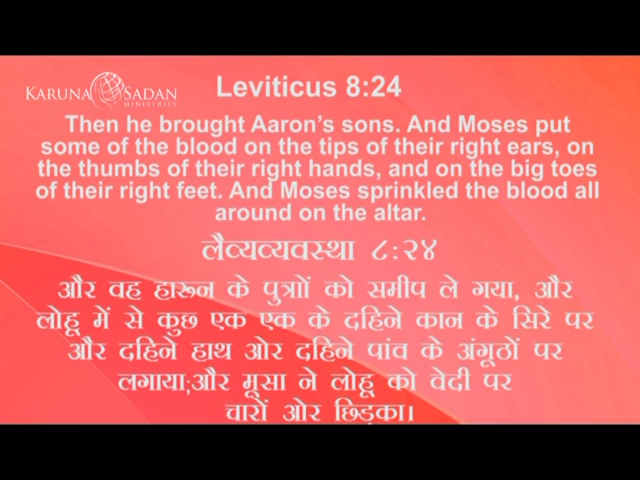 KARUNA SADAN
MINISTRIES
Leviticus 8:24
Then he brought Aaron's sons. And Moses put
some of the blood on the tips of their right ears, on
the thumbs of their right hands, and on the big toes
of their right feet. And Moses sprinkled the blood all
around on the altar.
लैव्यव्यवस्था ८:२४
और वह हारून के पुत्राों को समीप ले गया, और
लोहू में से कुछ एक एक के दहिने कान के सिरे पर
और दहिने हाथ ओर दहिने पांव के अंगूठों पर
लगाया;और मूसा ने लोहू को वेदी पर
चारों ओर छिड़का।